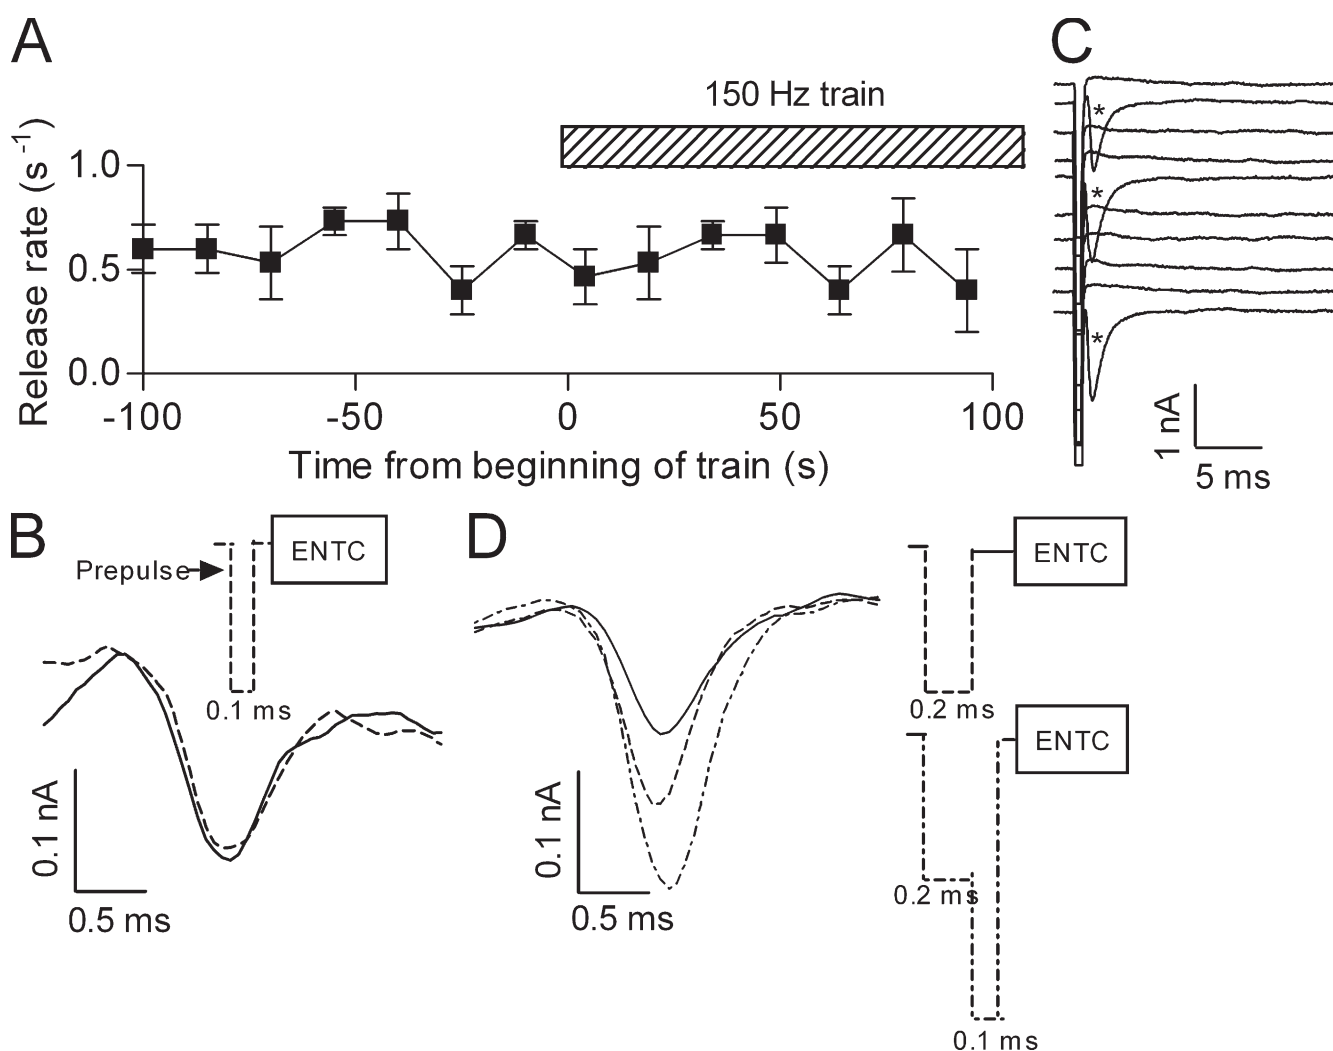 A
150 Hz train
Release rate (s⁻¹)
1.0
0.5
0.0
-100
-50
0
50
100
Time from beginning of train (s)
C
*
*
*
1 nA
5 ms
B
Prepulse
ENTC
0.1 ms
0.1 nA
0.5 ms
D
0.1 nA
0.5 ms
ENTC
0.2 ms
ENTC
0.2 ms
0.1 ms